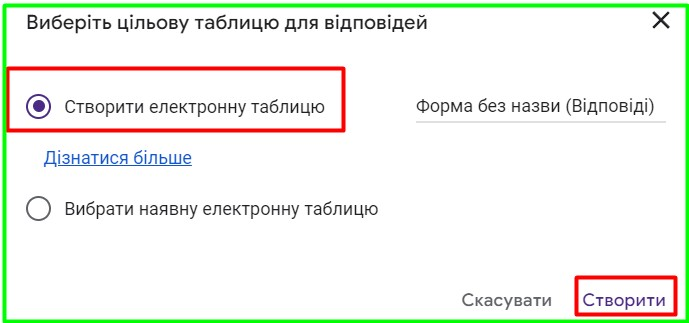 Виберіть цільову таблицю для відповідей
Створити електронну таблицю
Форма без назви (Відповіді)
Дізнатися більше
Вибрати наявну електронну таблицю
Скасувати
Створити